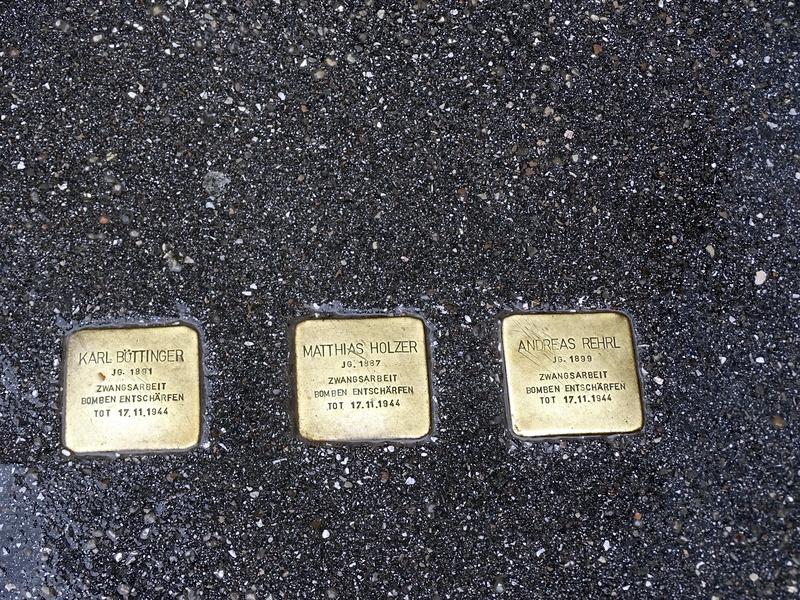 KARL BÖTTINGER
JG. 1891
ZWANGSARBEIT
BOMBEN ENTSCHÄRFEN
TOT 17.11.1944
MATTHIAS HOLZER
JG. 1887
ZWANGSARBEIT
BOMBEN ENTSCHÄRFEN
TOT 17.11.1944
ANDREAS REHRL
JG. 1899
ZWANGSARBEIT
BOMBEN ENTSCHÄRFEN
TOT 17.11.1944